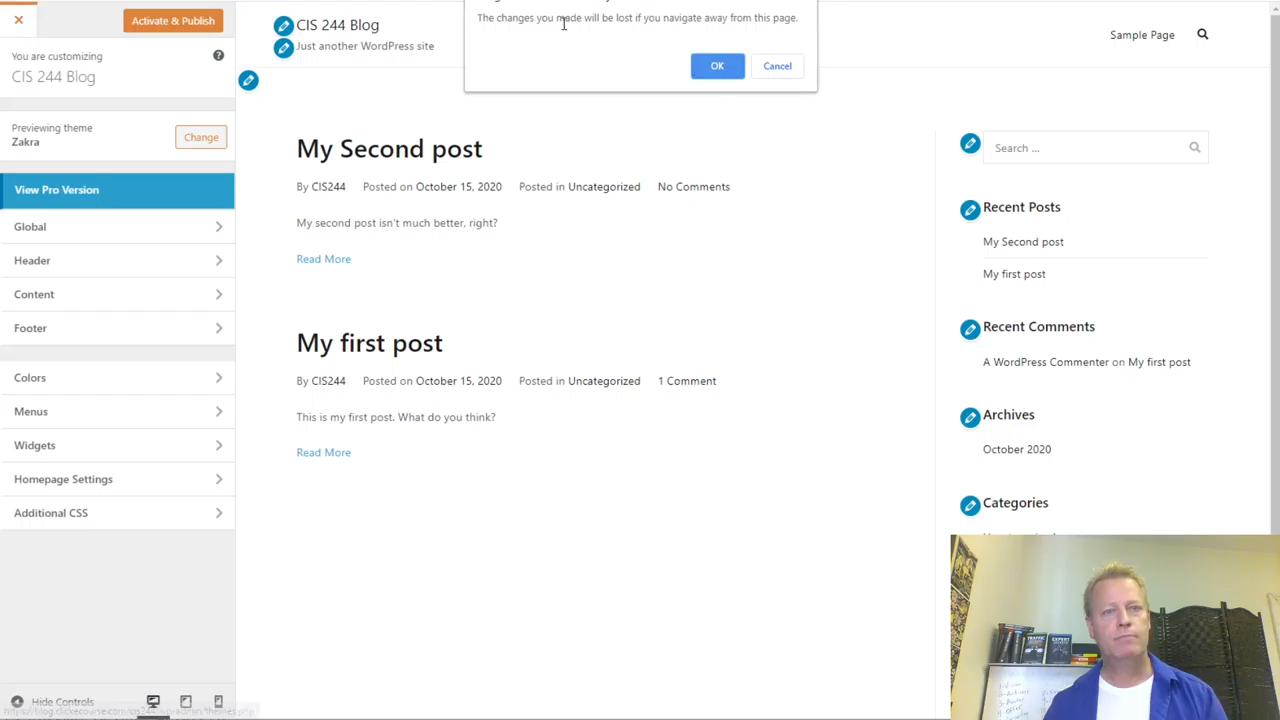 The changes you made will be lost if you navigate away from this page.
OK
Cancel
Activate & Publish
You are customizing
CIS 244 Blog
Previewing theme
Zakra
Change
View Pro Version
Global
Header
Content
Footer
Colors
Menus
Widgets
Homepage Settings
Additional CSS
Hide Controls
CIS 244 Blog
Just another WordPress site
Sample Page
My Second post
By CIS244 Posted on October 15, 2020 Posted in Uncategorized No Comments
My second post isn't much better, right?
Read More
My first post
By CIS244 Posted on October 15, 2020 Posted in Uncategorized 1 Comment
This is my first post. What do you think?
Read More
Search ...
Recent Posts
My Second post
My first post
Recent Comments
A WordPress Commenter on My first post
Archives
October 2020
Categories
TRAFFIC
EXPERT